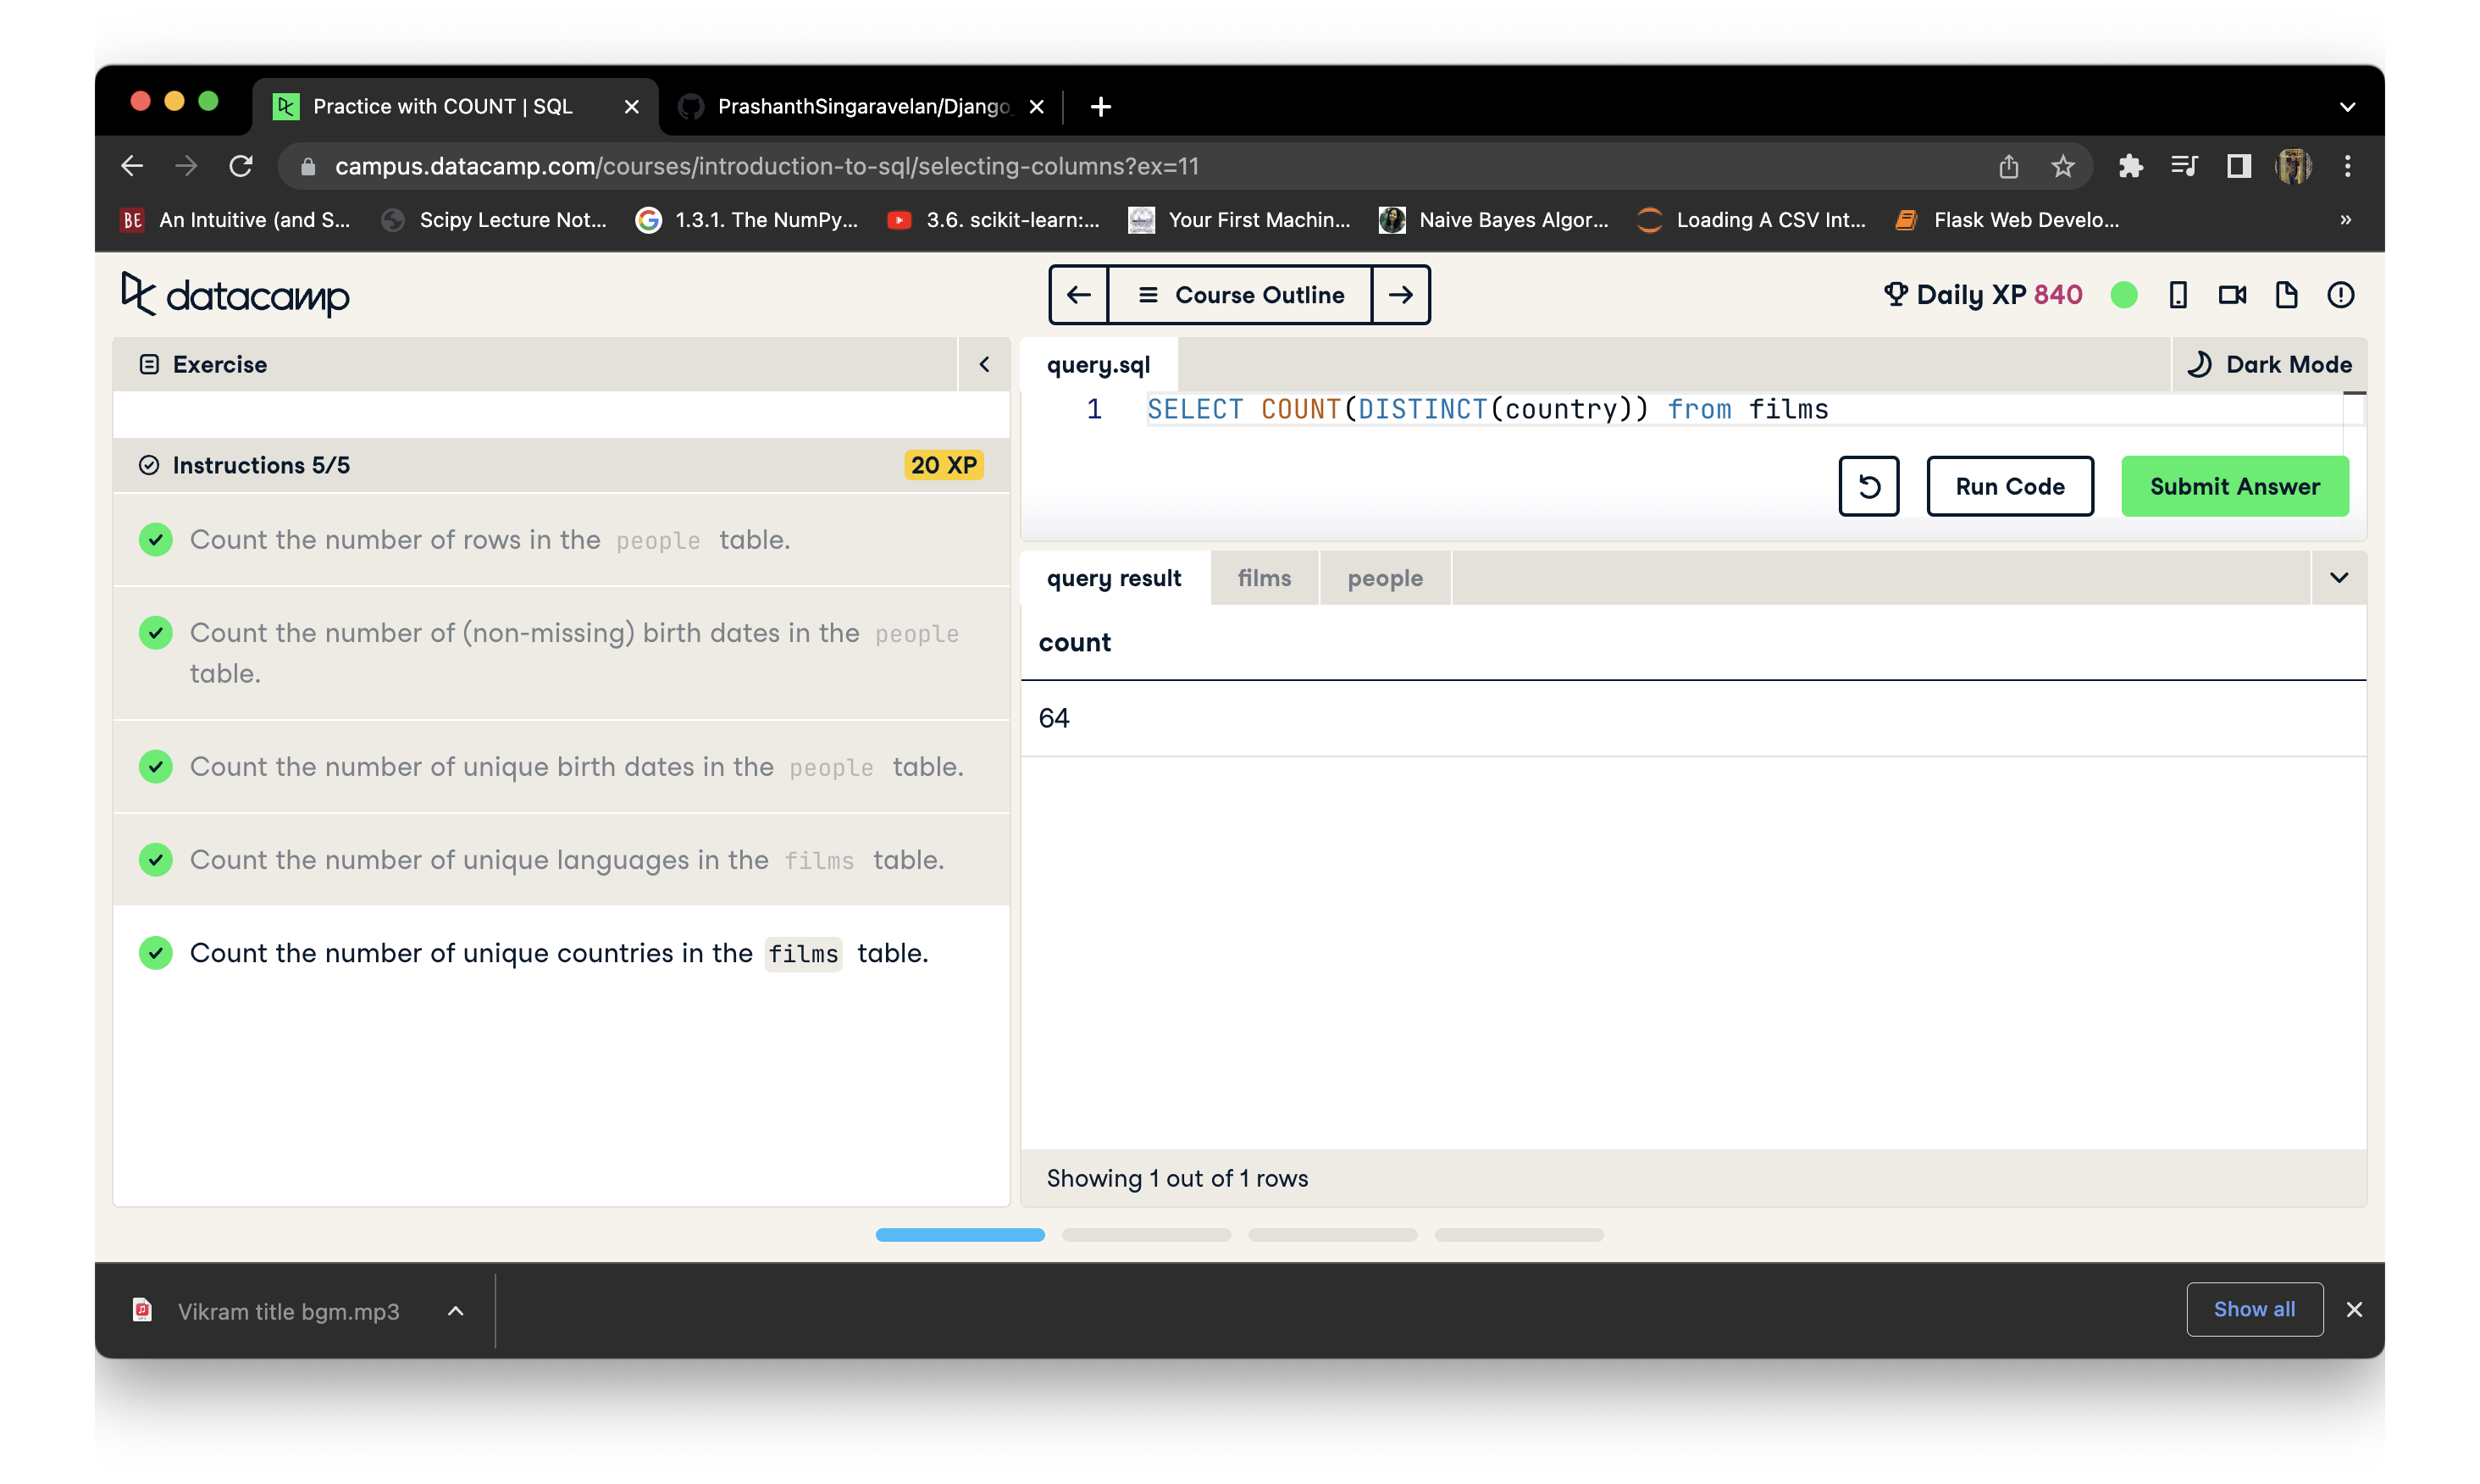 Practice with COUNT | SQL
PrashanthSingaravelan/Django_
campus.datacamp.com/courses/introduction-to-sql/selecting-columns?ex=11
BE An Intuitive (and S...
Scipy Lecture Not...
1.3.1. The NumPy...
3.6. scikit-learn:...
Your First Machin...
Naive Bayes Algor...
Loading A CSV Int...
Flask Web Develo...
»
datacamp
Course Outline
Daily XP 840
Exercise
Instructions 5/5
20 XP
Count the number of rows in the people table.
Count the number of (non-missing) birth dates in the people
table.
Count the number of unique birth dates in the people table.
Count the number of unique languages in the films table.
Count the number of unique countries in the films table.
query.sql
Dark Mode
1 SELECT COUNT(DISTINCT(country)) from films
Run Code
Submit Answer
query result
films
people
count
64
Showing 1 out of 1 rows
Vikram title bgm.mp3
Show all